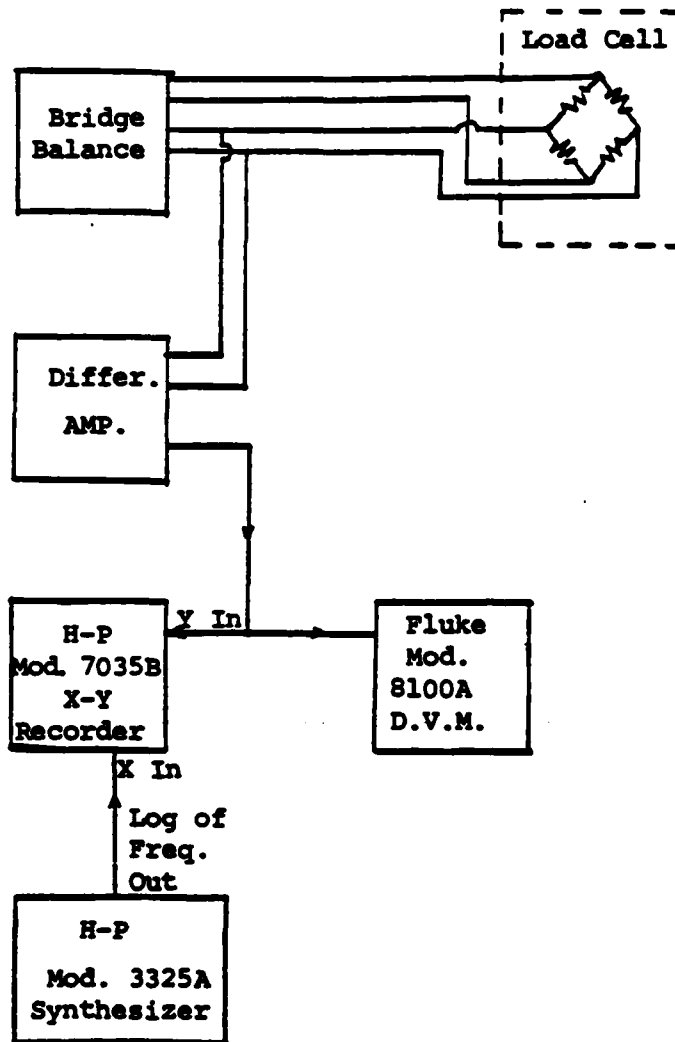 Load Cell
Bridge
Balance
Differ.
AMP.
Y In
H-P
Mod. 7035B
X-Y
Recorder
Fluke
Mod.
8100A
D.V.M.
X In
Log of
Freq.
Out
H-P
Mod. 3325A
Synthesizer